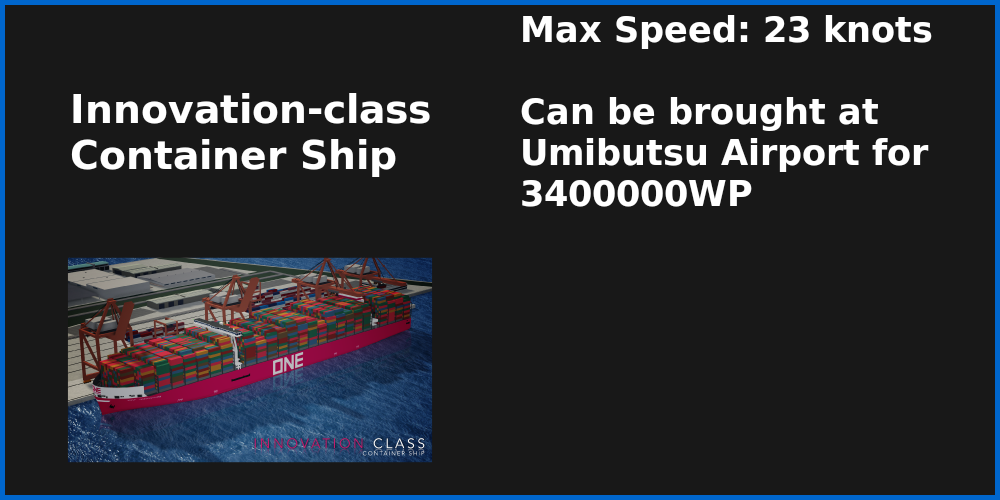 Innovation-class
Container Ship
Max Speed: 23 knots
Can be brought at
Umibutsu Airport for
3400000WP
ONE
INNOVATION CLASS
CONTAINER SHIP